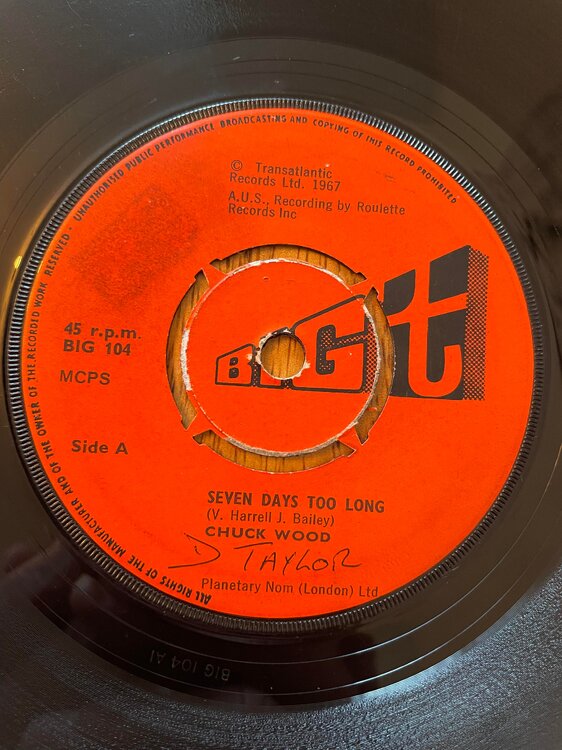 UNAUTHORISED PUBLIC PERFORMANCE BROADCASTING AND COPYING OF THIS RECORD PROHIBITED
ALL RIGHTS OF THE MANUFACTURER AND OF THE OWNER OF THE RECORDED WORK RESERVED -
© Transatlantic
Records Ltd. 1967
A.U.S., Recording by Roulette
Records Inc
BIG t
45 r.p.m.
BIG 104
MCPS
Side A
SEVEN DAYS TOO LONG
(V. Harrell J. Bailey)
CHUCK WOOD
D TAYLOR
Planetary Nom (London) Ltd
BIG 104 A1